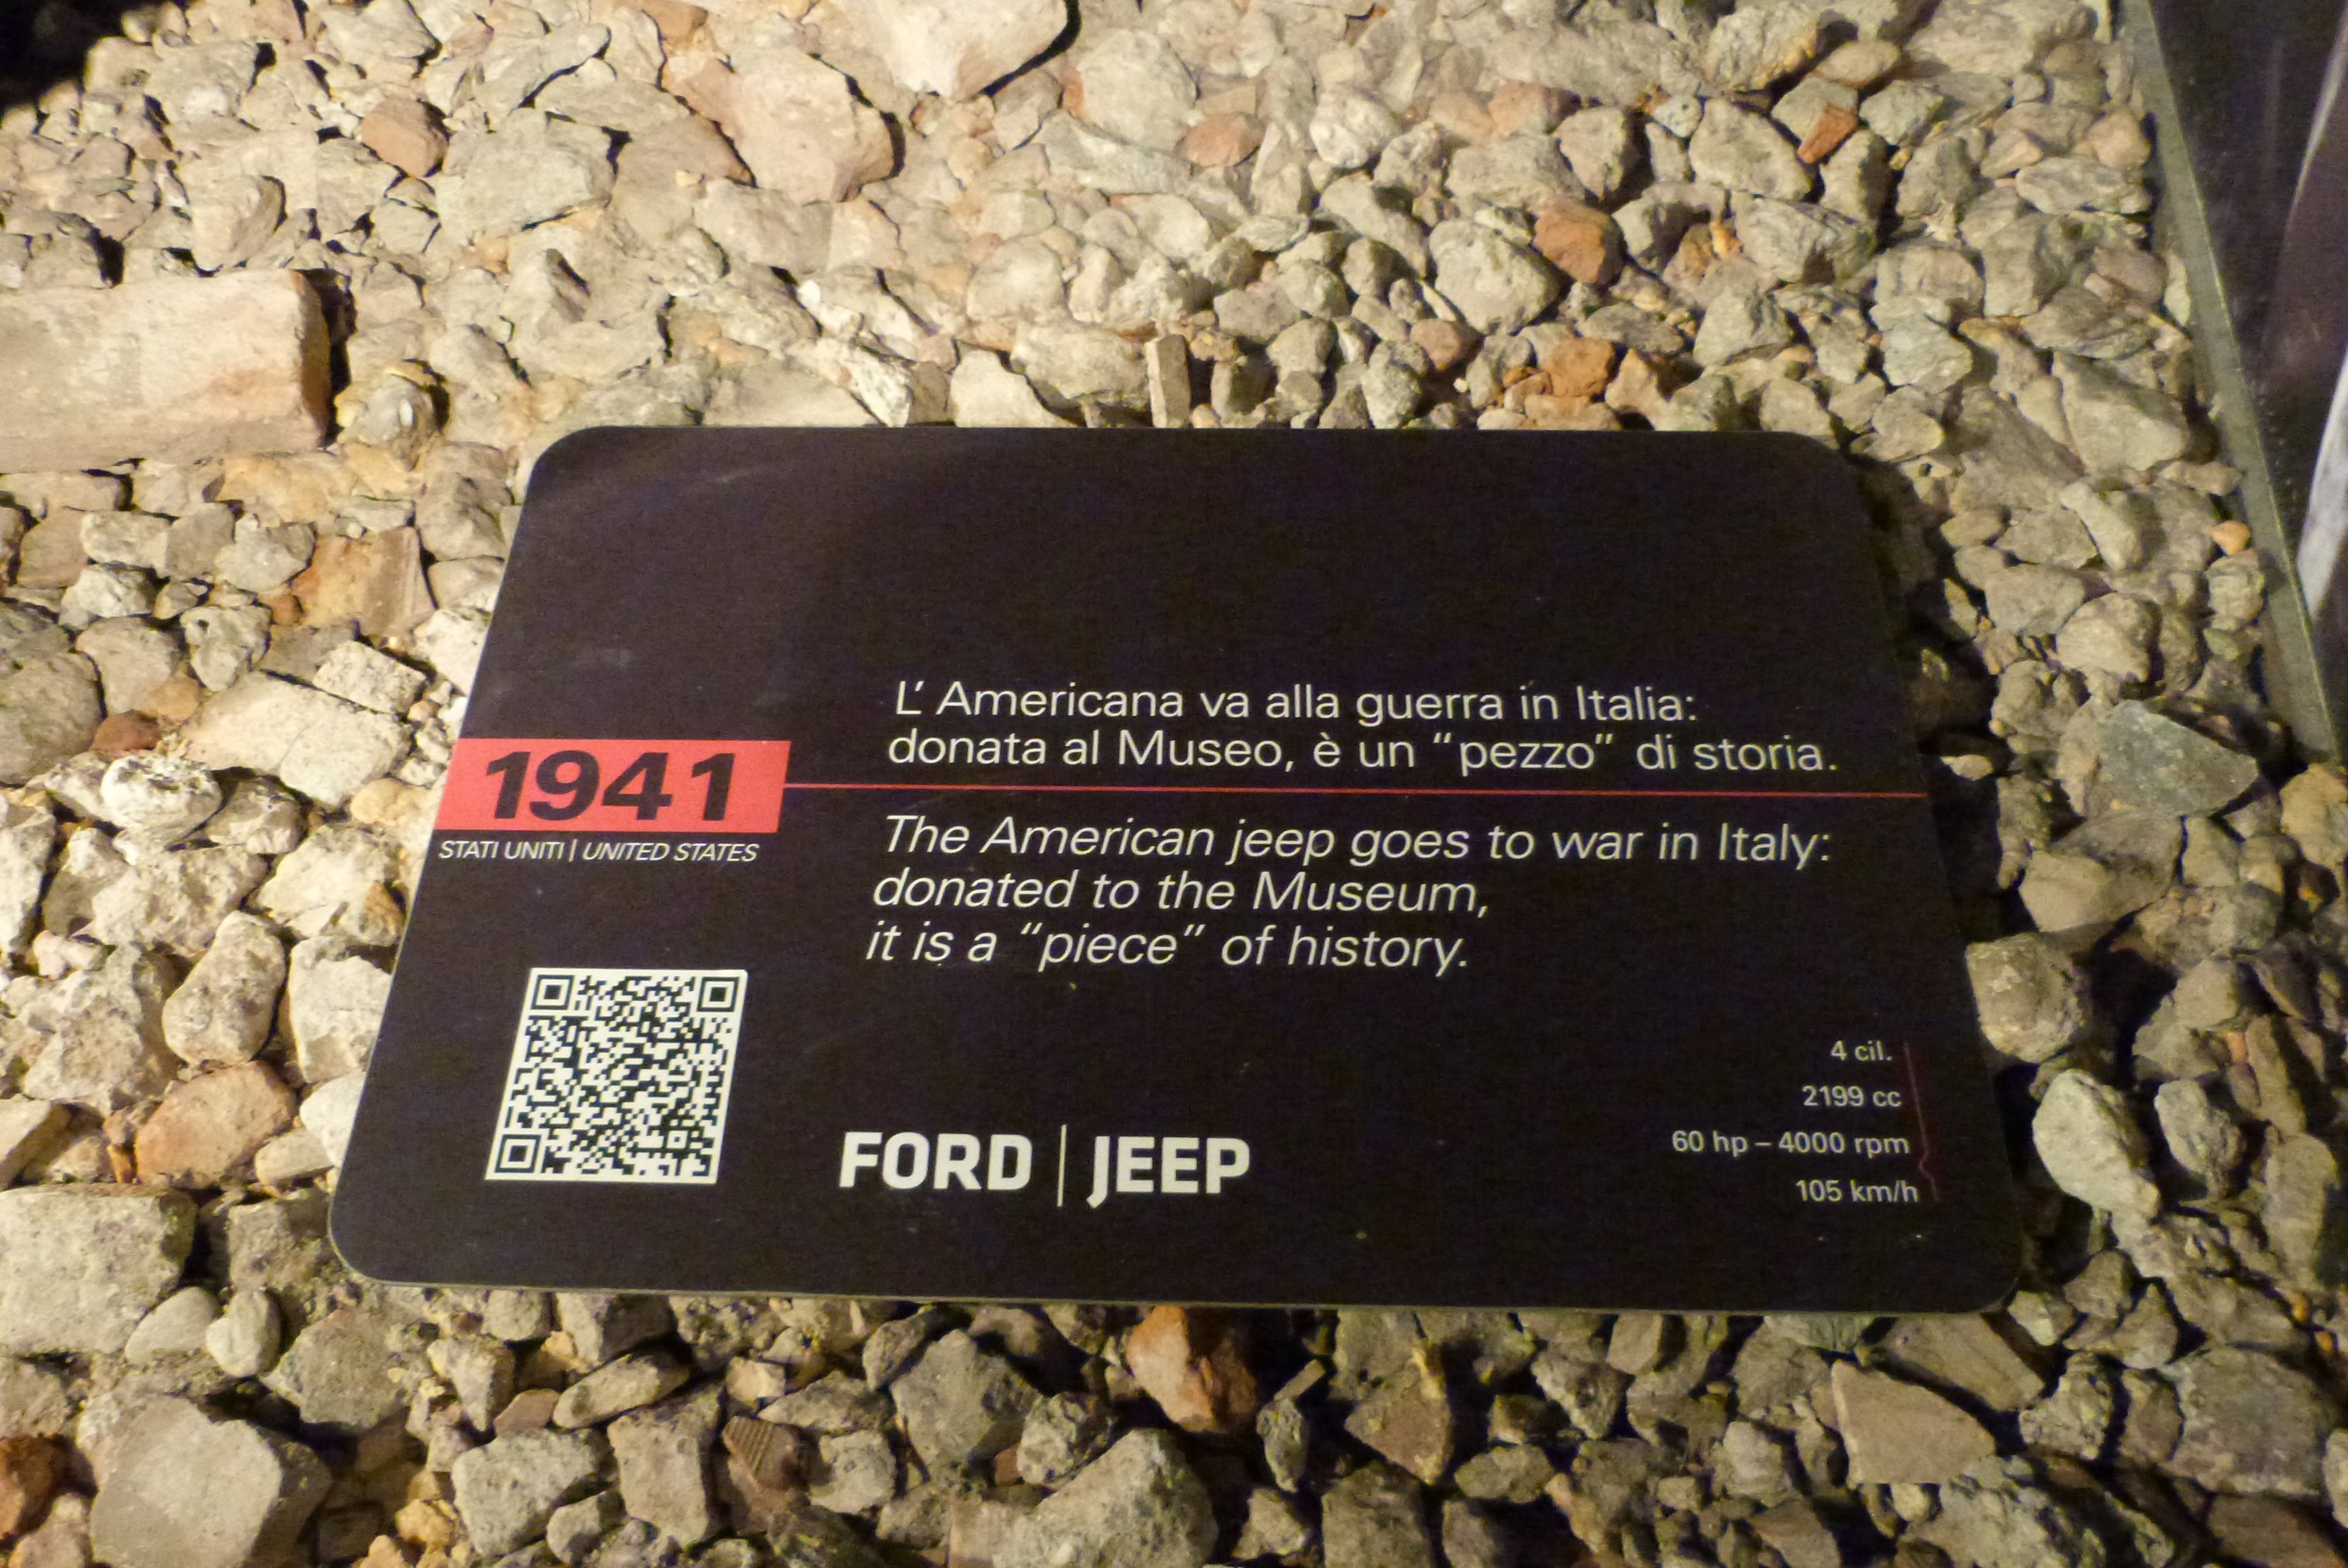 L' Americana va alla guerra in Italia:
donata al Museo, è un “pezzo” di storia.
1941
STATI UNITI | UNITED STATES
The American jeep goes to war in Italy:
donated to the Museum,
it is a “piece” of history.
FORD | JEEP
4 cil.
2199 cc
60 hp – 4000 rpm
105 km/h